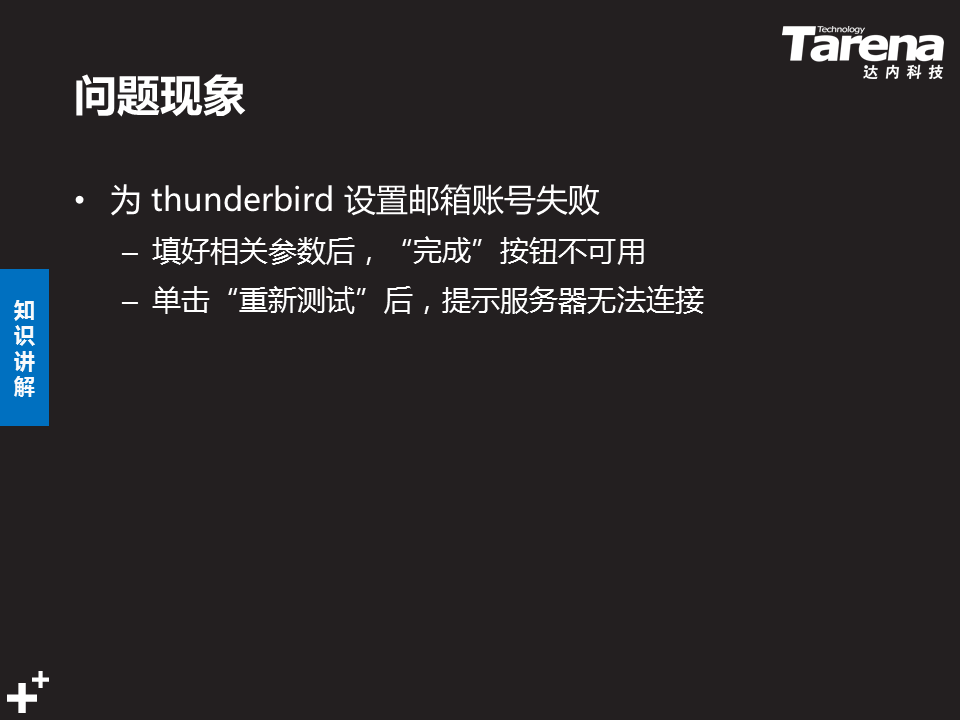 Technology
Tarena
达内科技
问题现象
• 为 thunderbird 设置邮箱账号失败
– 填好相关参数后，“完成”按钮不可用
– 单击“重新测试”后，提示服务器无法连接
知
识
讲
解